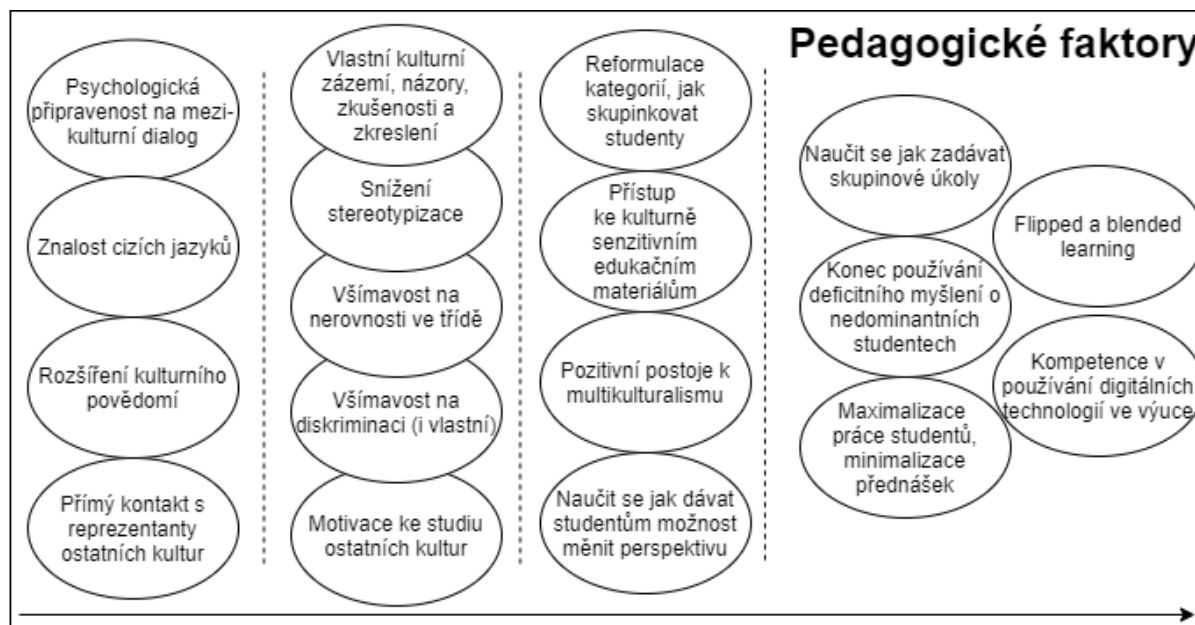 Pedagogické faktory
Psychologická
připravenost na mezi-
kulturní dialog
Znalost cizích jazyků
Rozšíření kulturního
povědomí
Přímý kontakt s
reprezentanty
ostatních kultur
Vlastní kulturní
zázemí, názory,
zkušenosti a
zkreslení
Snížení
stereotypizace
Všímavost na
nerovnosti ve třídě
Všímavost na
diskriminaci (i vlastní)
Motivace ke studiu
ostatních kultur
Reformulace
kategorií, jak
skupinkovat
studenty
Přístup
ke kulturně
senzitivním
edukačním
materiálům
Pozitivní postoje k
multikulturalismu
Naučit se jak dávat
studentům možnost
měnit perspektivu
Naučit se jak zadávat
skupinové úkoly
Konec používání
deficitního myšlení o
nedominantních
studentech
Maximalizace
práce studentů,
minimalizace
přednášek
Flipped a blended
learning
Kompetence v
používání digitálních
technologií ve výuce